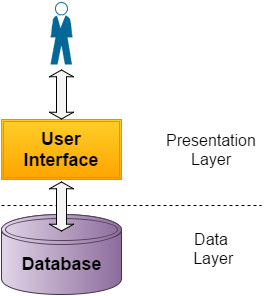 User
Interface
Presentation
Layer
Data
Layer
Database